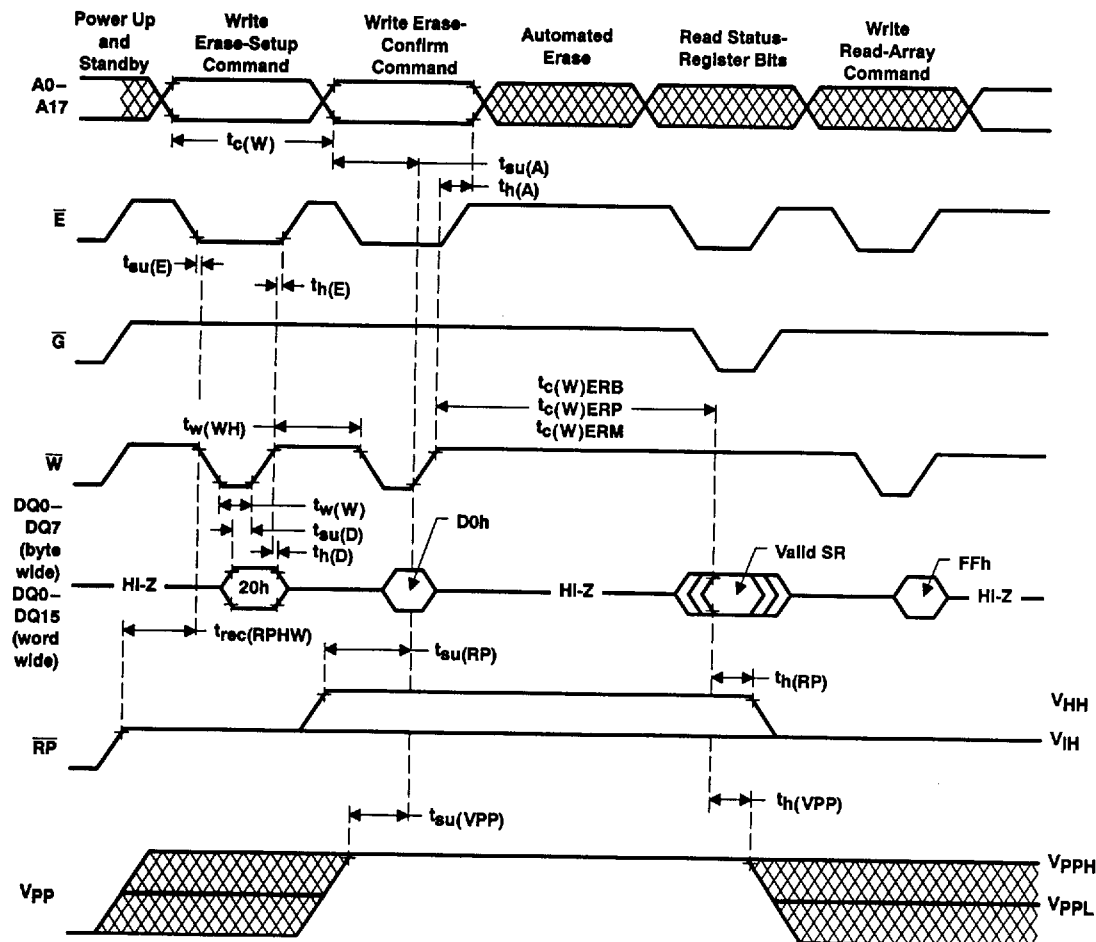 Power Up
and
Standby
Write
Erase-Setup
Command
Write Erase-
Confirm
Command
Automated
Erase
Read Status-
Register Bits
Write
Read-Array
Command
A0–
A17
tc(W)
tsu(A)
th(A)
E
tsu(E)
th(E)
G
tc(W)ERB
tc(W)ERP
tc(W)ERM
tw(WH)
W
DQ0–
DQ7
(byte
wide)
DQ0–
DQ15
(word
wide)
tw(W)
tsu(D)
th(D)
D0h
Valid SR
FFh
HI-Z
20h
HI-Z
HI-Z
trec(RPHW)
tsu(RP)
th(RP)
VHH
RP
VIH
tsu(VPP)
th(VPP)
VPP
VPPH
VPPL